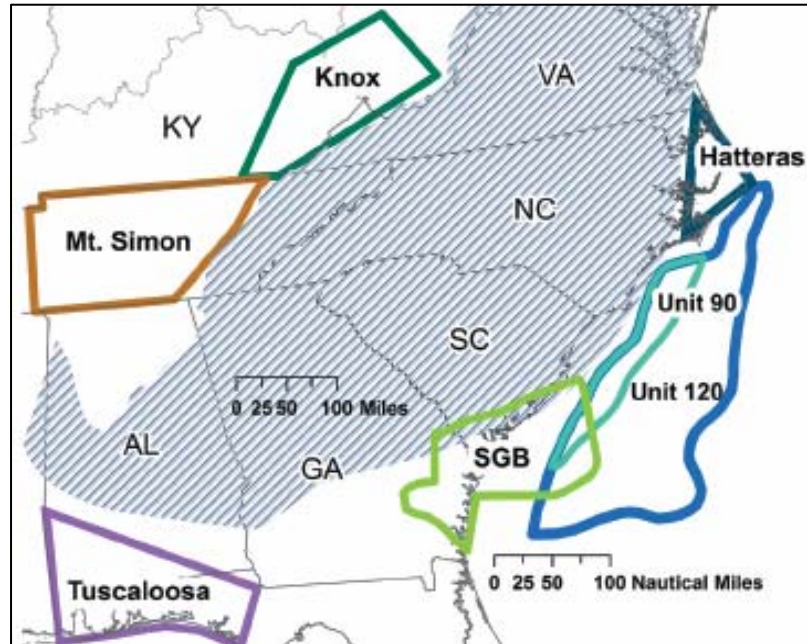 Knox
VA
KY
Hatteras
NC
Mt. Simon
Unit 90
SC
Unit 120
0 25 50 100 Miles
AL
GA
SGB
0 25 50 100 Nautical Miles
Tuscaloosa